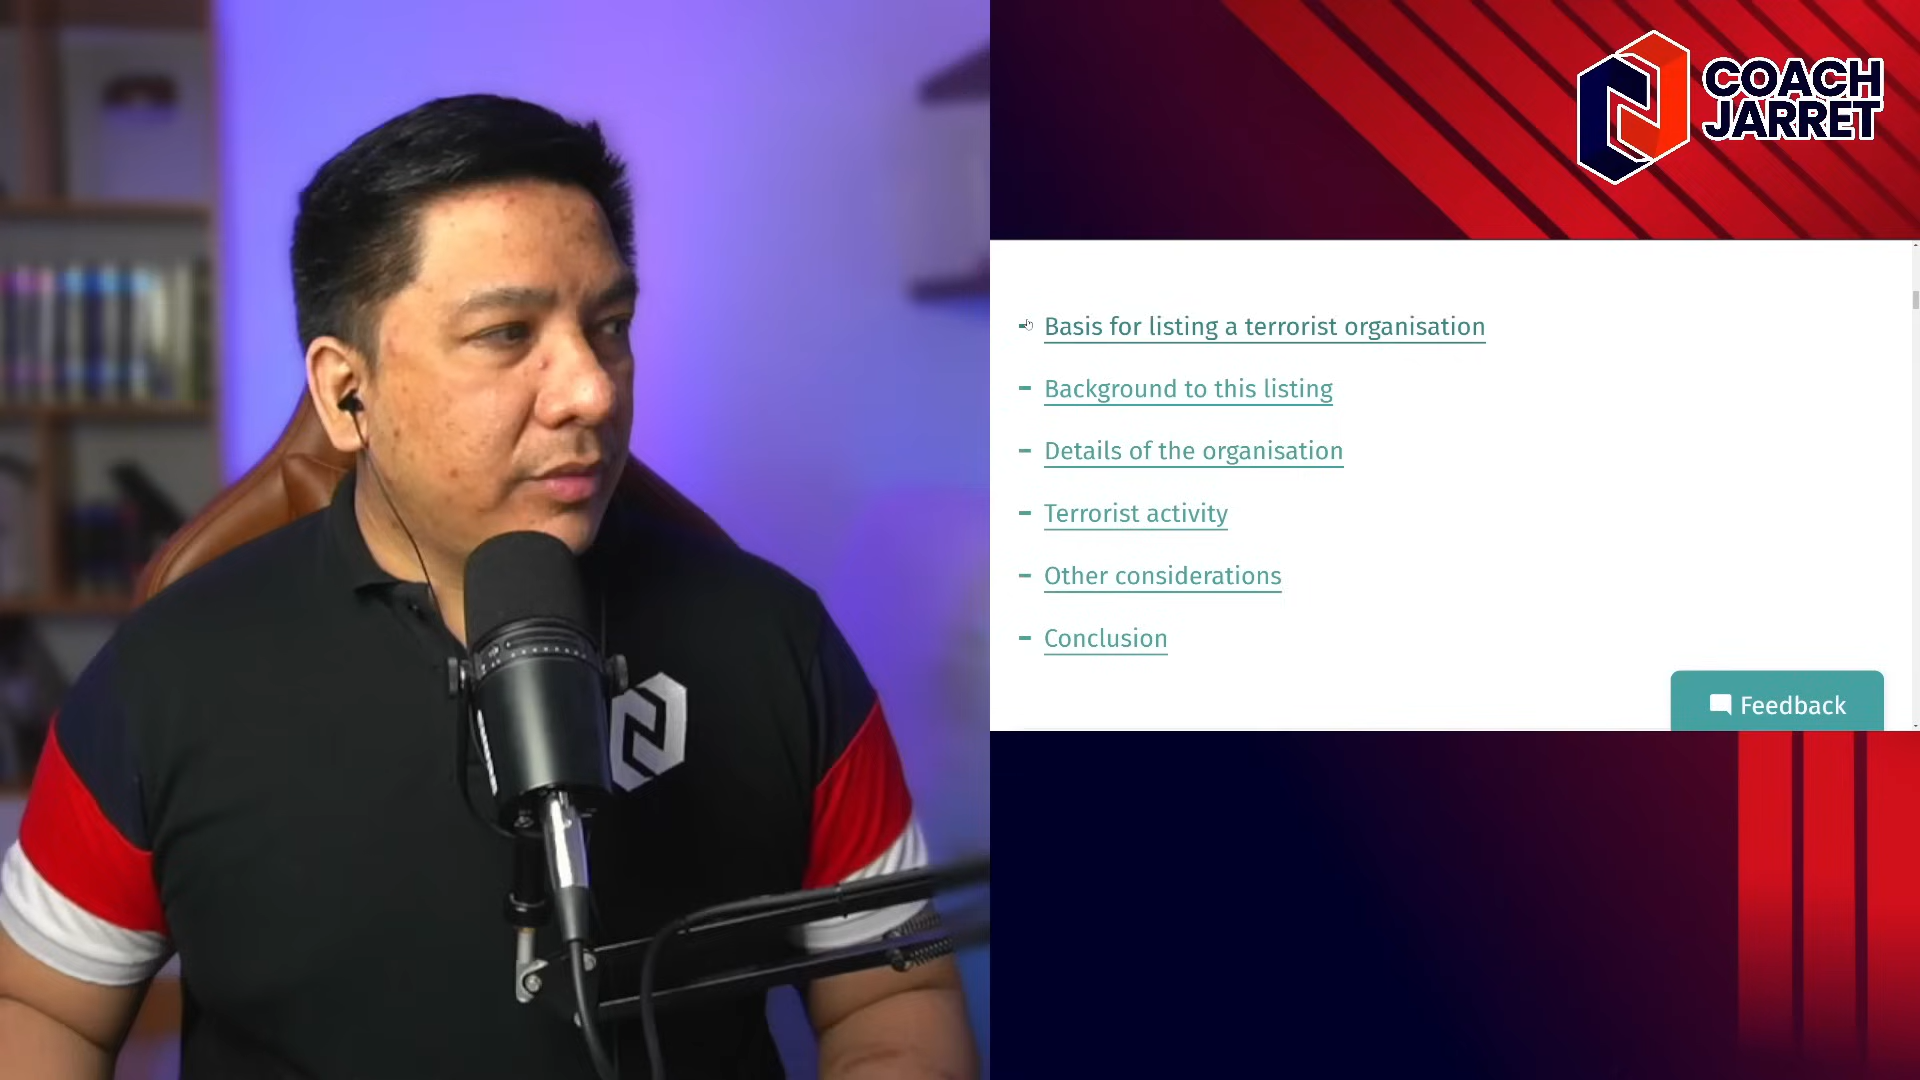 COACH
JARRET
Basis for listing a terrorist organisation
Background to this listing
Details of the organisation
Terrorist activity
Other considerations
Conclusion
Feedback